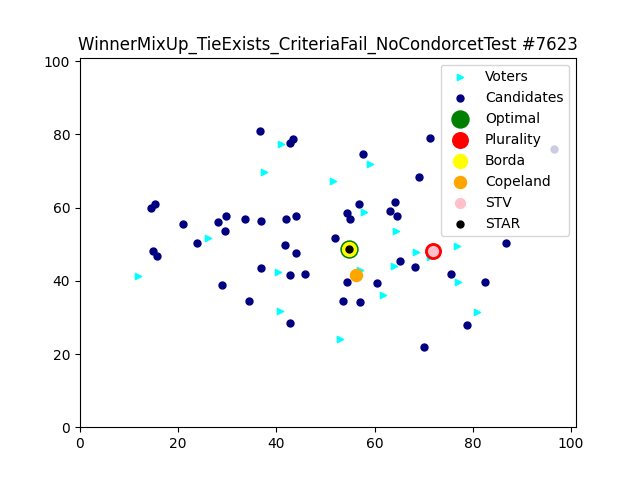 WinnerMixUp_TieExists_CriteriaFail_NoCondorcetTest #7623
100
80
60
40
20
0
0 20 40 60 80 100
Voters
Candidates
Optimal
Plurality
Borda
Copeland
STV
STAR